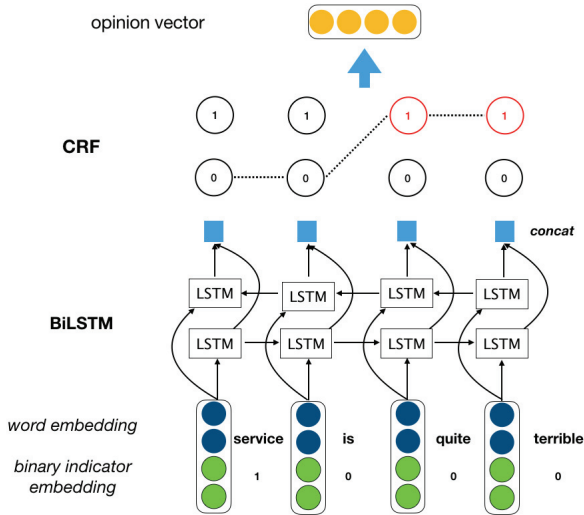 opinion vector
1 1 1 1
CRF
0 0 0 0
concat
LSTM LSTM LSTM LSTM
BiLSTM
LSTM LSTM LSTM LSTM
word embedding
service is quite terrible
binary indicator
embedding
1 0 0 0